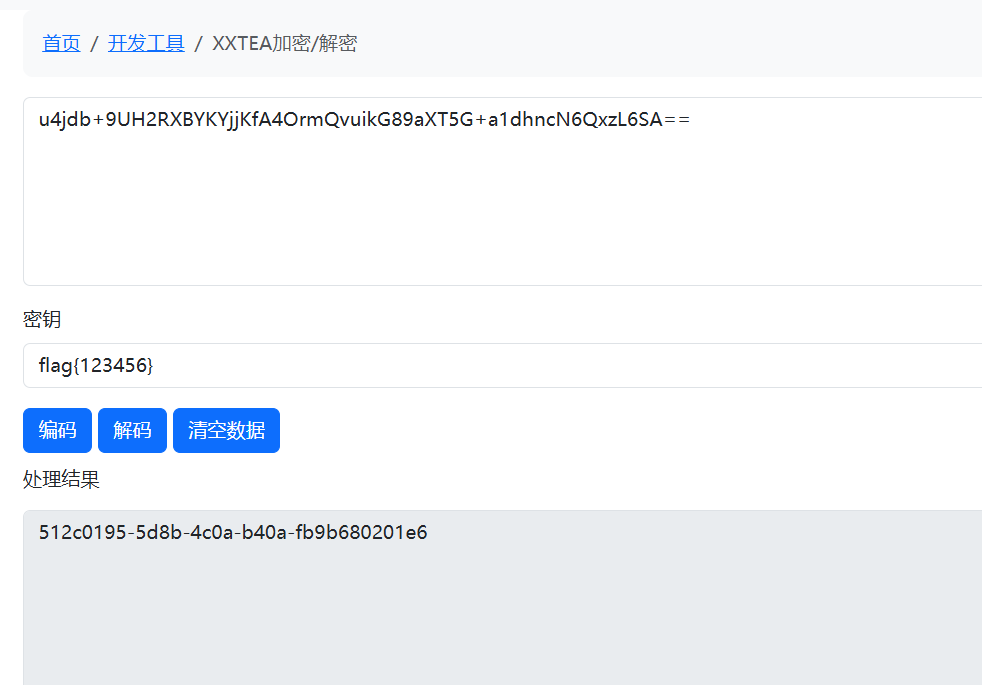 首页 / 开发工具 / XXTEA加密/解密
u4jdb+9UH2RXBYKYjjKfA4OrmQvuikG89aXT5G+a1dhncN6QxzL6SA==
密钥
flag{123456}
编码 解码 清空数据
处理结果
512c0195-5d8b-4c0a-b40a-fb9b680201e6